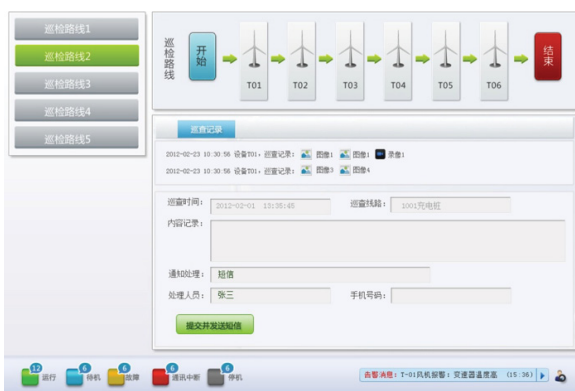 巡检路线1
巡检路线2
巡检路线3
巡检路线4
巡检路线5
巡检路线
开始
T01
T02
T03
T04
T05
T06
结束
巡查记录
2012-02-23 10:30:56 设备T01，巡查记录： 图像1 图像1 录像1
2012-02-23 10:30:56 设备T01，巡查记录： 图像3 图像4
巡查时间： 2012-02-01 15:35:45 巡查线路： 1001充电桩
内容记录：
通知处理： 短信
处理人员： 张三 手机号码：
提交并发送短信
12 运行 6 待机 6 故障 6 通讯中断 6 停机
告警消息：T-01风机报警：变速器温度高 (15:36)